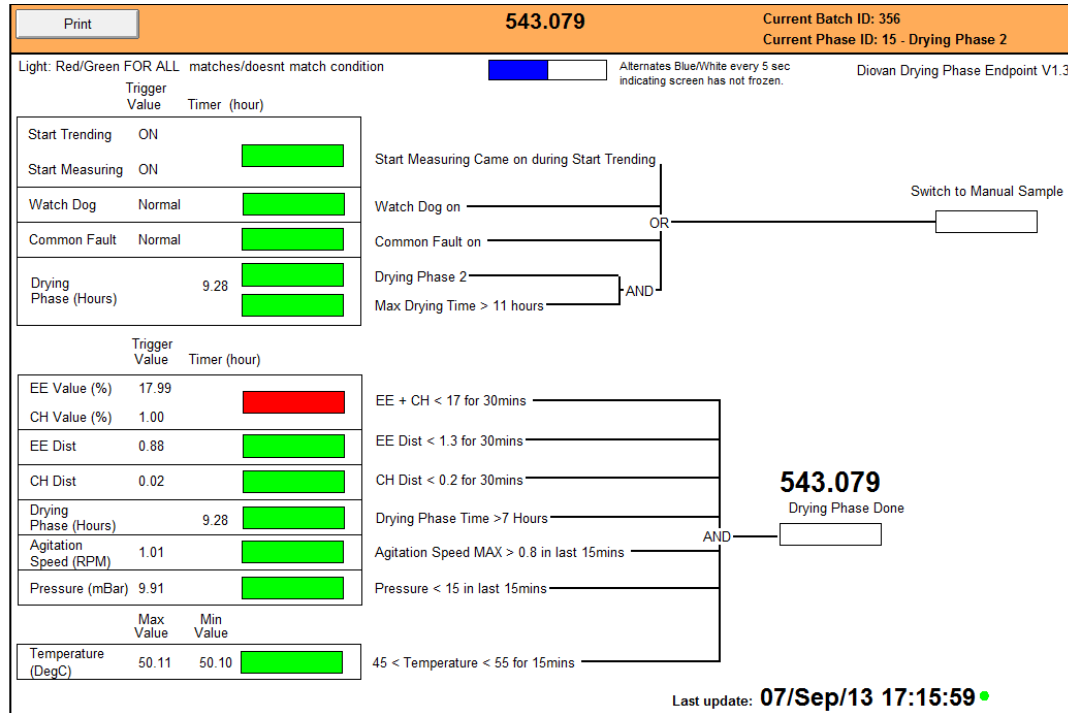 Print
543.079
Current Batch ID: 356
Current Phase ID: 15 - Drying Phase 2
Light: Red/Green FOR ALL matches/doesnt match condition
Alternates Blue/White every 5 sec
indicating screen has not frozen.
Diovan Drying Phase Endpoint V1.3
Trigger
Value Timer (hour)
Start Trending ON
Start Measuring ON
Start Measuring Came on during Start Trending
Watch Dog Normal
Watch Dog on
Common Fault Normal
Common Fault on
Drying
Phase (Hours) 9.28
Drying Phase 2
Max Drying Time > 11 hours
AND
OR
Switch to Manual Sample
Trigger
Value Timer (hour)
EE Value (%) 17.99
CH Value (%) 1.00
EE + CH < 17 for 30mins
EE Dist 0.88
EE Dist < 1.3 for 30mins
CH Dist 0.02
CH Dist < 0.2 for 30mins
Drying
Phase (Hours) 9.28
Drying Phase Time >7 Hours
Agitation
Speed (RPM) 1.01
Agitation Speed MAX > 0.8 in last 15mins
Pressure (mBar) 9.91
Pressure < 15 in last 15mins
Max
Value
Min
Value
Temperature
(DegC) 50.11 50.10
45 < Temperature < 55 for 15mins
AND
543.079
Drying Phase Done
Last update: 07/Sep/13 17:15:59